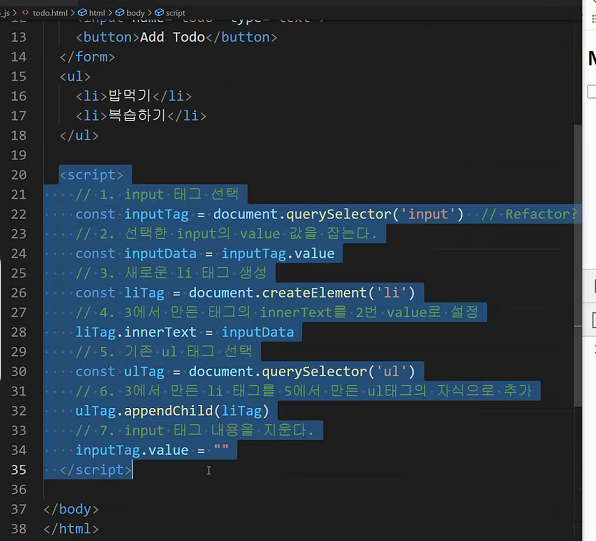 _js > todo.html > html > body > script
12 <input name="todo" type="text">
13 <button>Add Todo</button>
14 </form>
15 <ul>
16 <li>밥먹기</li>
17 <li>복습하기</li>
18 </ul>
19
20 <script>
21 // 1. input 태그 선택
22 const inputTag = document.querySelector('input') // Refactor?
23 // 2. 선택한 input의 value 값을 잡는다.
24 const inputData = inputTag.value
25 // 3. 새로운 li 태그 생성
26 const liTag = document.createElement('li')
27 // 4. 3에서 만든 태그의 innerText를 2번 value로 설정
28 liTag.innerText = inputData
29 // 5. 기존 ul 태그 선택
30 const ulTag = document.querySelector('ul')
31 // 6. 3에서 만든 li 태그를 5에서 만든 ul태그의 자식으로 추가
32 ulTag.appendChild(liTag)
33 // 7. input 태그 내용을 지운다.
34 inputTag.value = ""
35 </script>
36
37 </body>
38 </html>